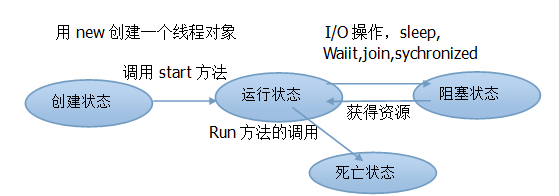 用 new 创建一个线程对象
I/O 操作，sleep,
Waiit,join,sychronized
调用 start 方法
创建状态
运行状态
阻塞状态
获得资源
Run 方法的调用
死亡状态